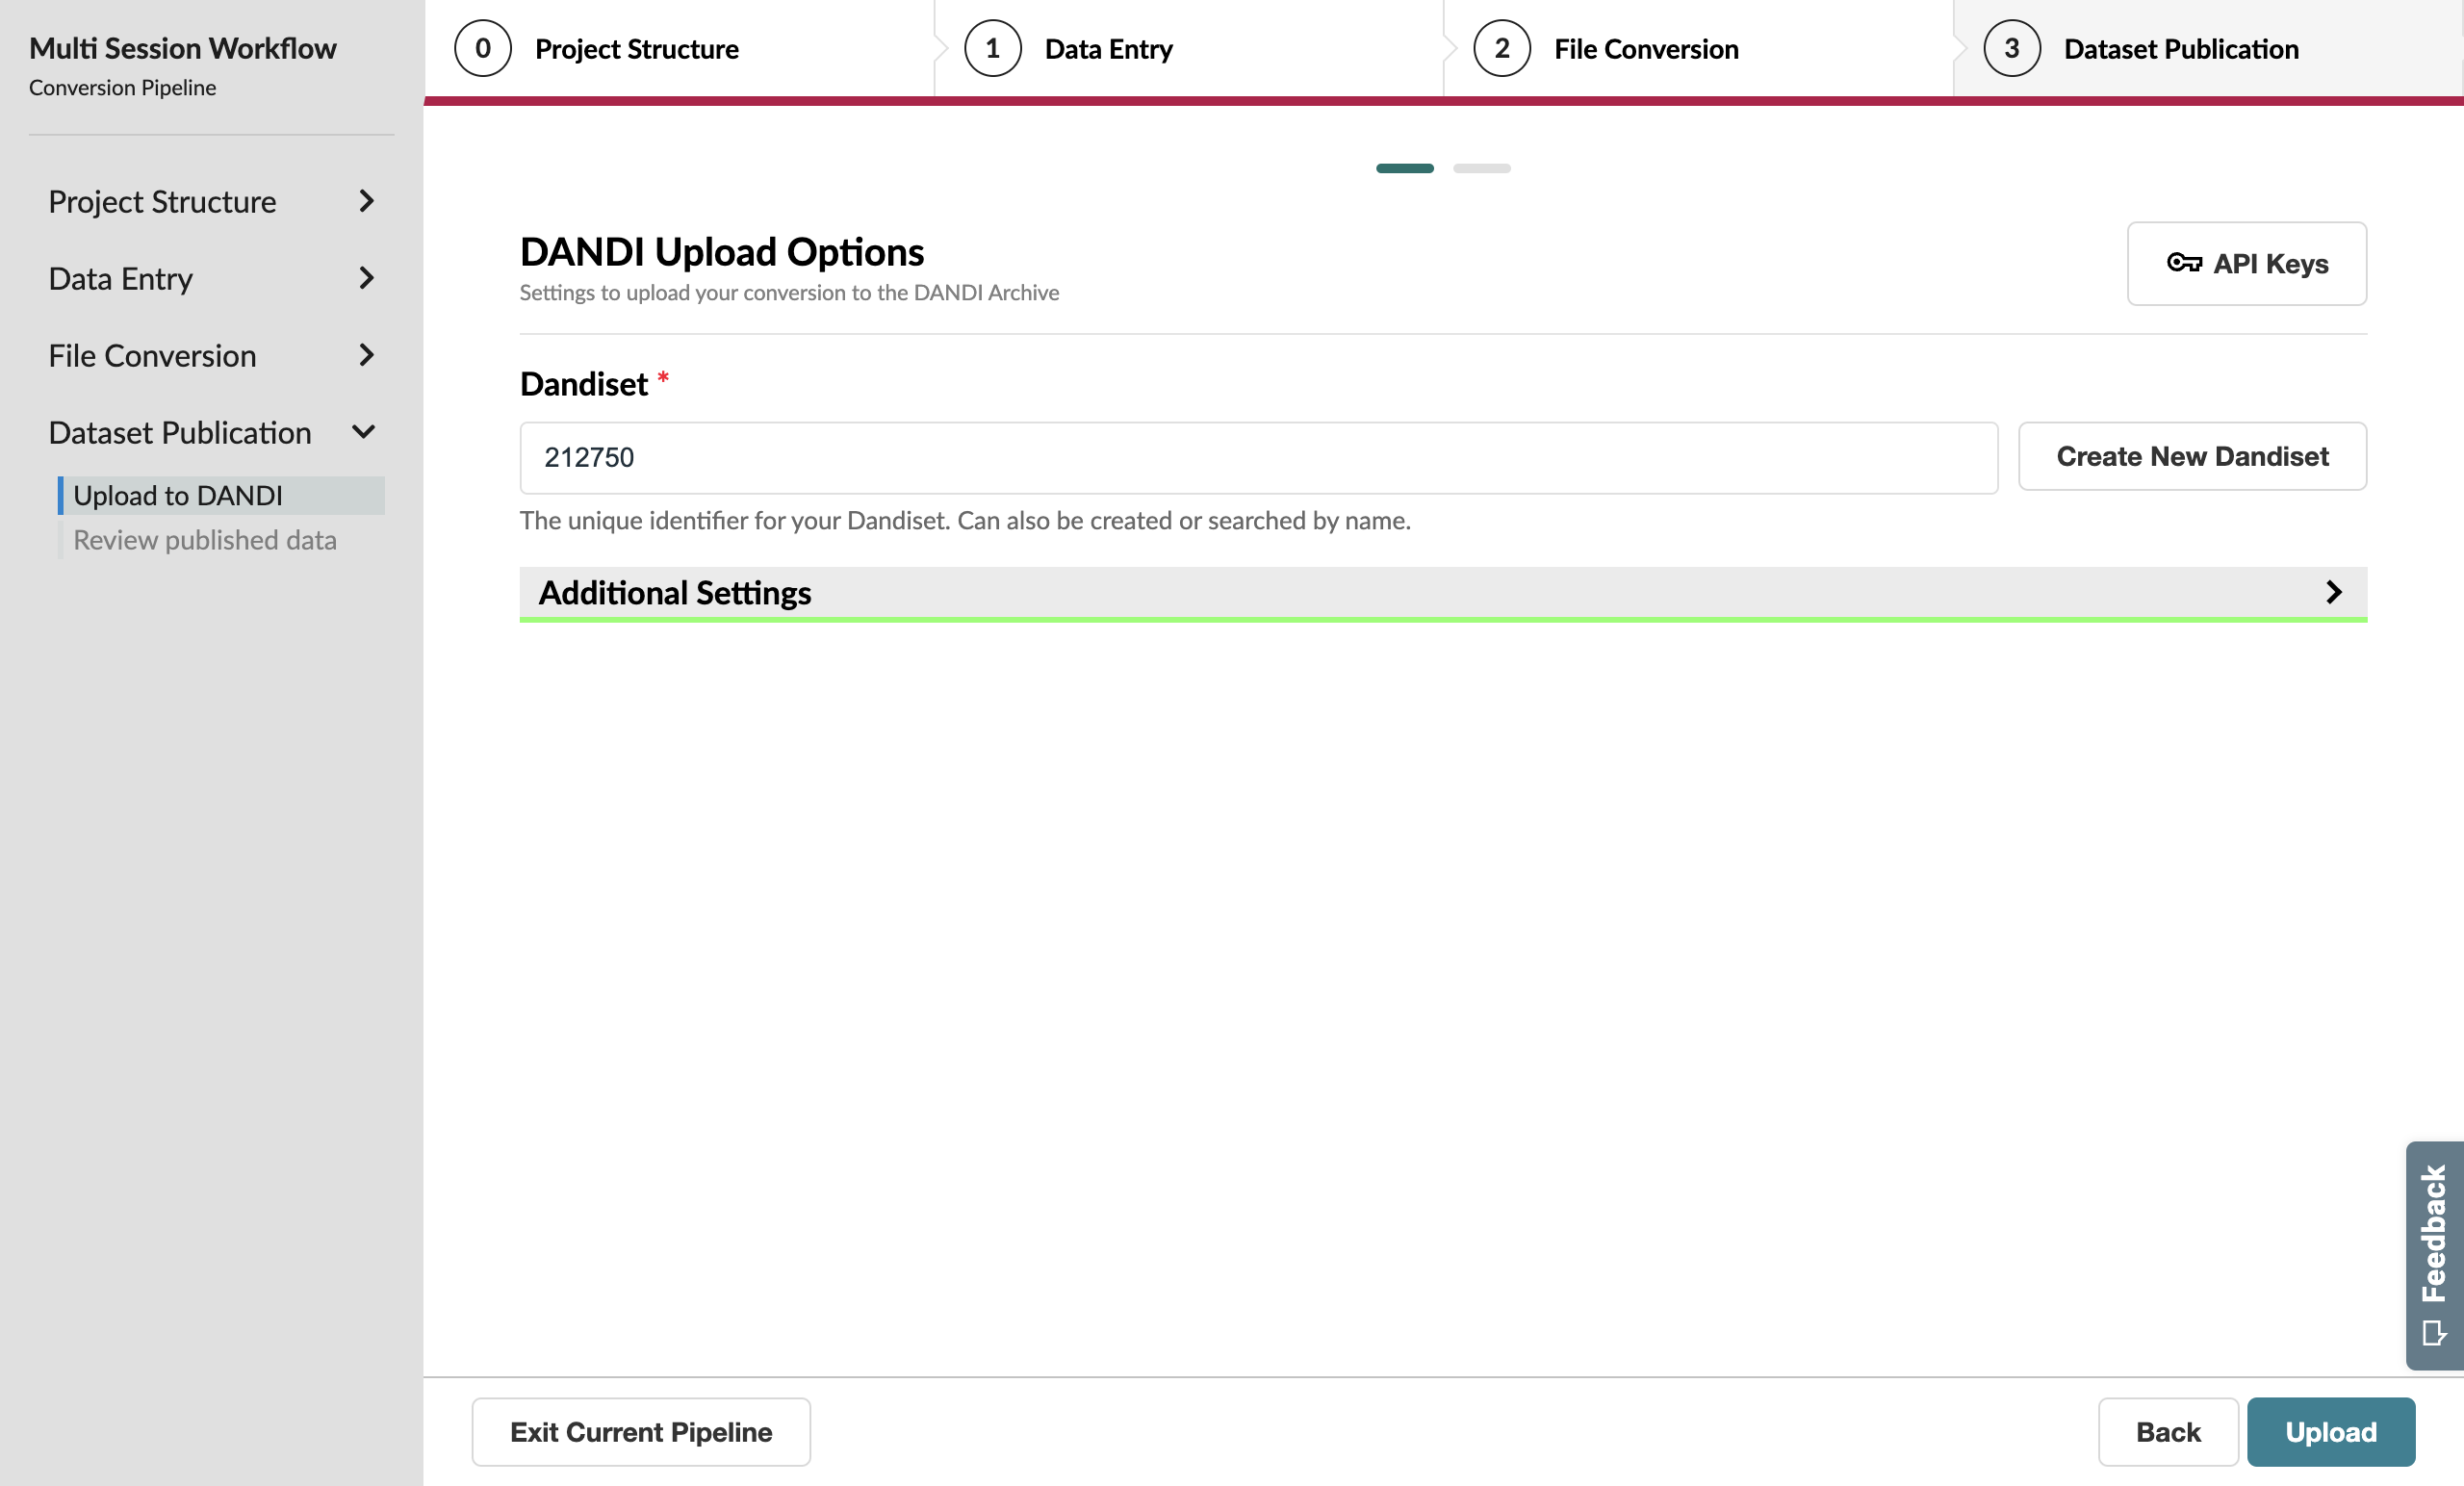 Multi Session Workflow
Conversion Pipeline
Project Structure
Data Entry
File Conversion
Dataset Publication
Upload to DANDI
Review published data
0 Project Structure
1 Data Entry
2 File Conversion
3 Dataset Publication
DANDI Upload Options
Settings to upload your conversion to the DANDI Archive
API Keys
Dandiset *
212750
Create New Dandiset
The unique identifier for your Dandiset. Can also be created or searched by name.
Additional Settings
Feedback
Exit Current Pipeline
Back
Upload